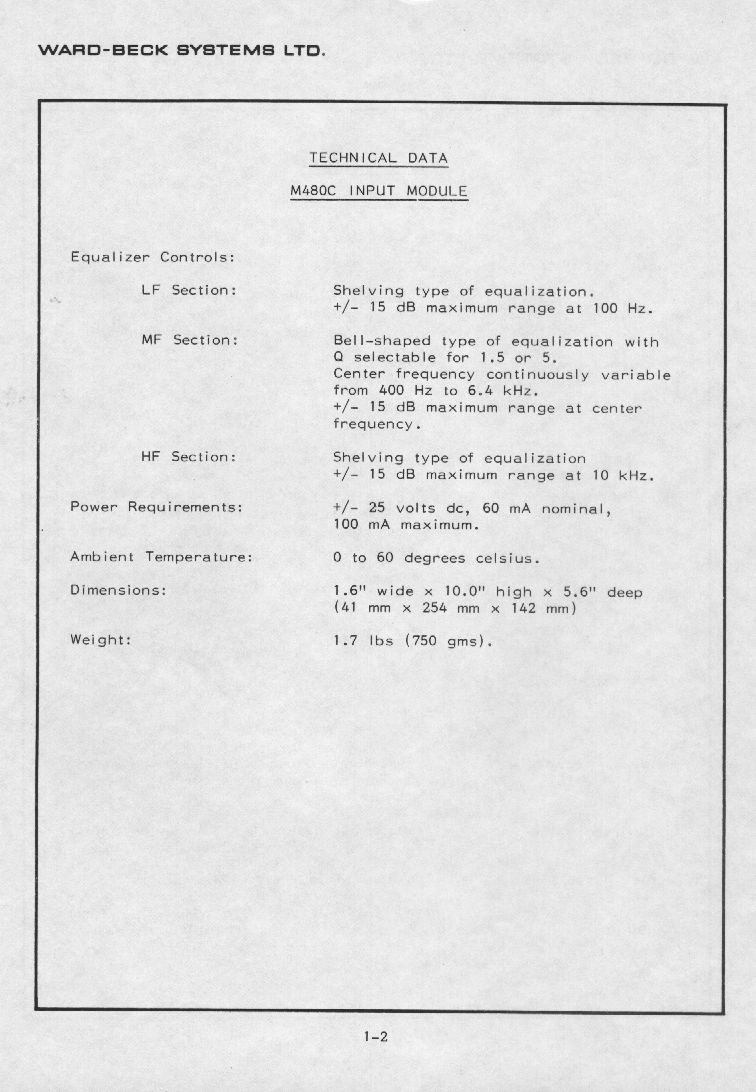 WARD-BECK SYSTEMS LTD.
TECHNICAL DATA
M480C INPUT MODULE
Equalizer Controls:
LF Section: Shelving type of equalization.
+/- 15 dB maximum range at 100 Hz.
MF Section: Bell-shaped type of equalization with
Q selectable for 1.5 or 5.
Center frequency continuously variable
from 400 Hz to 6.4 kHz.
+/- 15 dB maximum range at center
frequency.
HF Section: Shelving type of equalization
+/- 15 dB maximum range at 10 kHz.
Power Requirements: +/- 25 volts dc, 60 mA nominal,
100 mA maximum.
Ambient Temperature: 0 to 60 degrees celsius.
Dimensions: 1.6" wide x 10.0" high x 5.6" deep
(41 mm x 254 mm x 142 mm)
Weight: 1.7 lbs (750 gms).
1-2